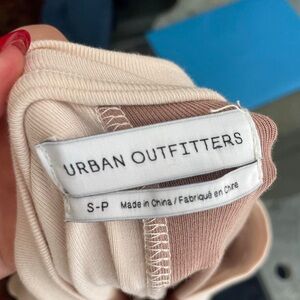 URBAN OUTFITTERS
S-P Made in China / Fabriqué en Chine